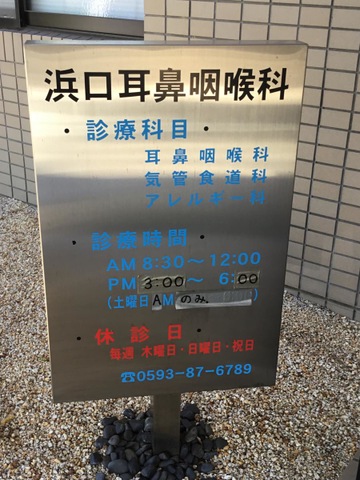 浜口耳鼻咽喉科
・診療科目・
耳鼻咽喉科
気管食道科
アレルギー科
・診療時間・
AM 8:30～12:00
PM 3:00～ 6:00
(土曜日AMのみ)
・休診日・
毎週 木曜日・日曜日・祝日
☎0593-87-6789